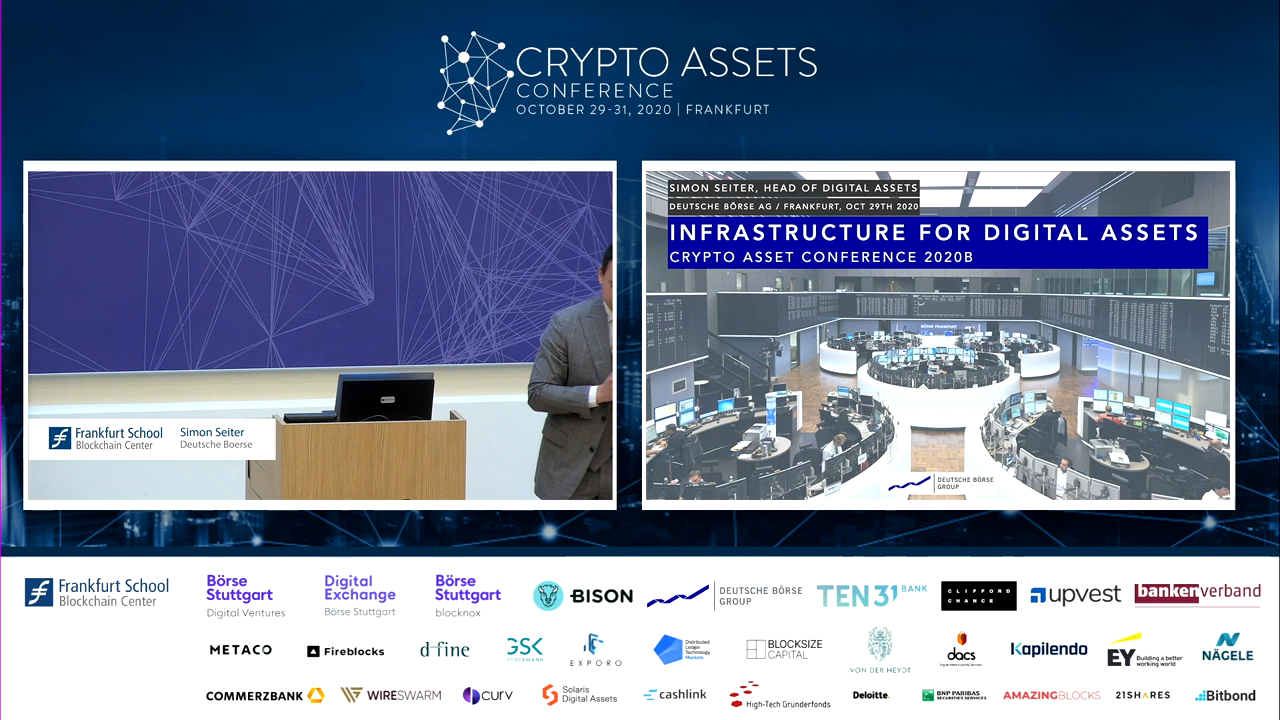 CRYPTO ASSETS
CONFERENCE
OCTOBER 29-31, 2020 | FRANKFURT
Frankfurt School
Blockchain Center
Simon Seiter
Deutsche Boerse
SIMON SEITER, HEAD OF DIGITAL ASSETS
DEUTSCHE BÖRSE AG / FRANKFURT, OCT 29TH 2020
INFRASTRUCTURE FOR DIGITAL ASSETS
CRYPTO ASSET CONFERENCE 2020B
BÖRSE FRANKFURT
DEUTSCHE BÖRSE
GROUP
Frankfurt School
Blockchain Center
Börse
Stuttgart
Digital Ventures
Digital
Exchange
Börse Stuttgart
Börse
Stuttgart
blocknox
BISON
DEUTSCHE BÖRSE
GROUP
TEN31 BANK
CLIFFORD
CHANCE
upvest
bankenverband
METACO
Fireblocks
d-fine
GSK
STOCKMANN
EXPORO
Distributed
Ledger
Technology
Markets
BLOCKSIZE
CAPITAL
VON DER HEYDT
dacs
Kapilendo
EY
Building a better
working world
NÄGELE
COMMERZBANK
WIRESWARM
curv
Solaris
Digital Assets
cashlink
High-Tech Gründerfonds
Deloitte.
BNP PARIBAS
SECURITIES SERVICES
AMAZINGBLOCKS
21SHARES
Bitbond